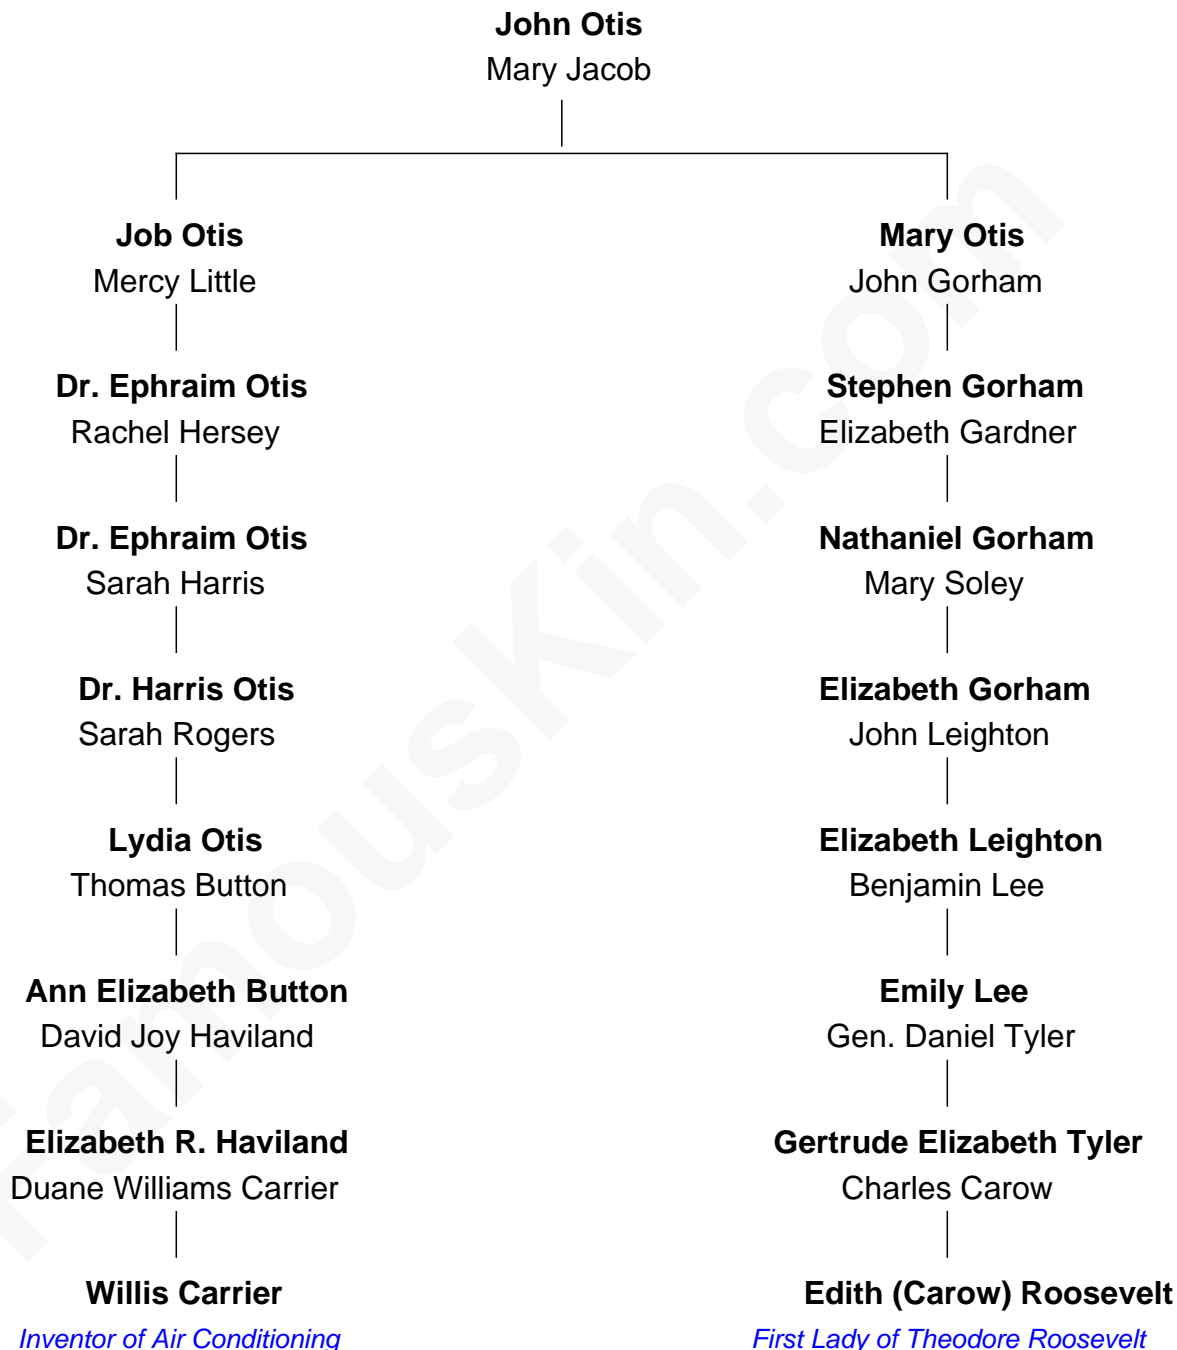 John Otis
Mary Jacob
Job Otis
Mercy Little
Mary Otis
John Gorham
Dr. Ephraim Otis
Rachel Hersey
Stephen Gorham
Elizabeth Gardner
Dr. Ephraim Otis
Sarah Harris
Nathaniel Gorham
Mary Soley
Dr. Harris Otis
Sarah Rogers
Elizabeth Gorham
John Leighton
Lydia Otis
Thomas Button
Elizabeth Leighton
Benjamin Lee
Ann Elizabeth Button
David Joy Haviland
Emily Lee
Gen. Daniel Tyler
Elizabeth R. Haviland
Duane Williams Carrier
Gertrude Elizabeth Tyler
Charles Carow
Willis Carrier
Inventor of Air Conditioning
Edith (Carow) Roosevelt
First Lady of Theodore Roosevelt
FamousKin.com